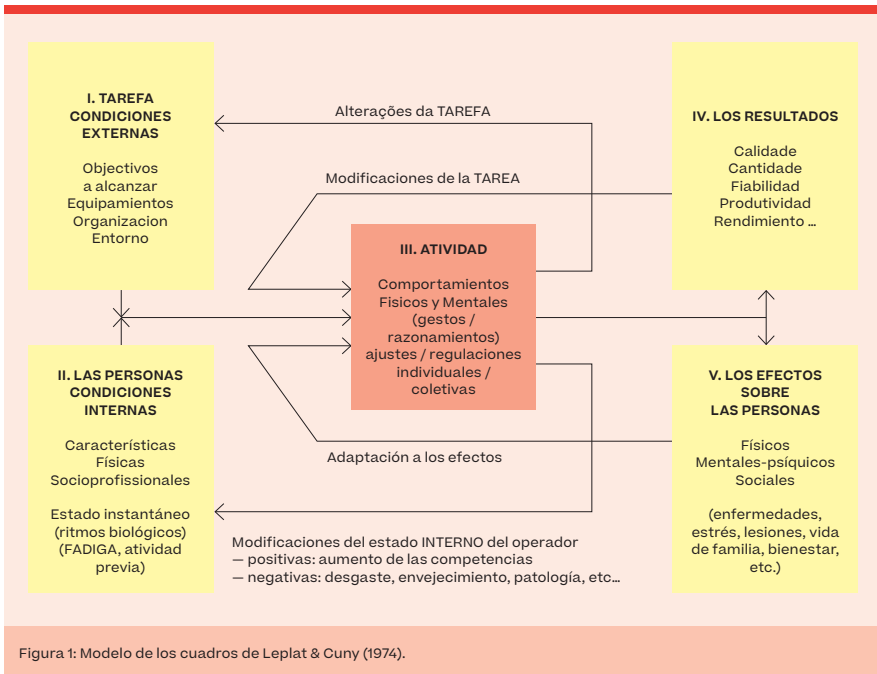 I. TAREFA
CONDICIONES
EXTERNAS
Objectivos
a alcanzar
Equipamientos
Organizacion
Entorno
Alterações da TAREFA
Modificaciones de la TAREA
IV. LOS RESULTADOS
Calidade
Cantidade
Fiabilidad
Produtividad
Rendimiento ...
III. ATIVIDAD
Comportamientos
Fisicos y Mentales
(gestos /
razonamientos)
ajustes / regulaciones
individuales /
coletivas
II. LAS PERSONAS
CONDICIONES
INTERNAS
Características
Físicas
Socioprofissionales
Estado instantáneo
(ritmos biológicos)
(FADIGA, atividad
previa)
Adaptación a los efectos
V. LOS EFECTOS
SOBRE
LAS PERSONAS
Físicos
Mentales-psíquicos
Sociales
(enfermedades,
estrés, lesiones, vida
de familia, bienestar,
etc.)
Modificaciones del estado INTERNO del operador
— positivas: aumento de las competencias
— negativas: desgaste, envejecimiento, patología, etc...
Figura 1: Modelo de los cuadros de Leplat & Cuny (1974).